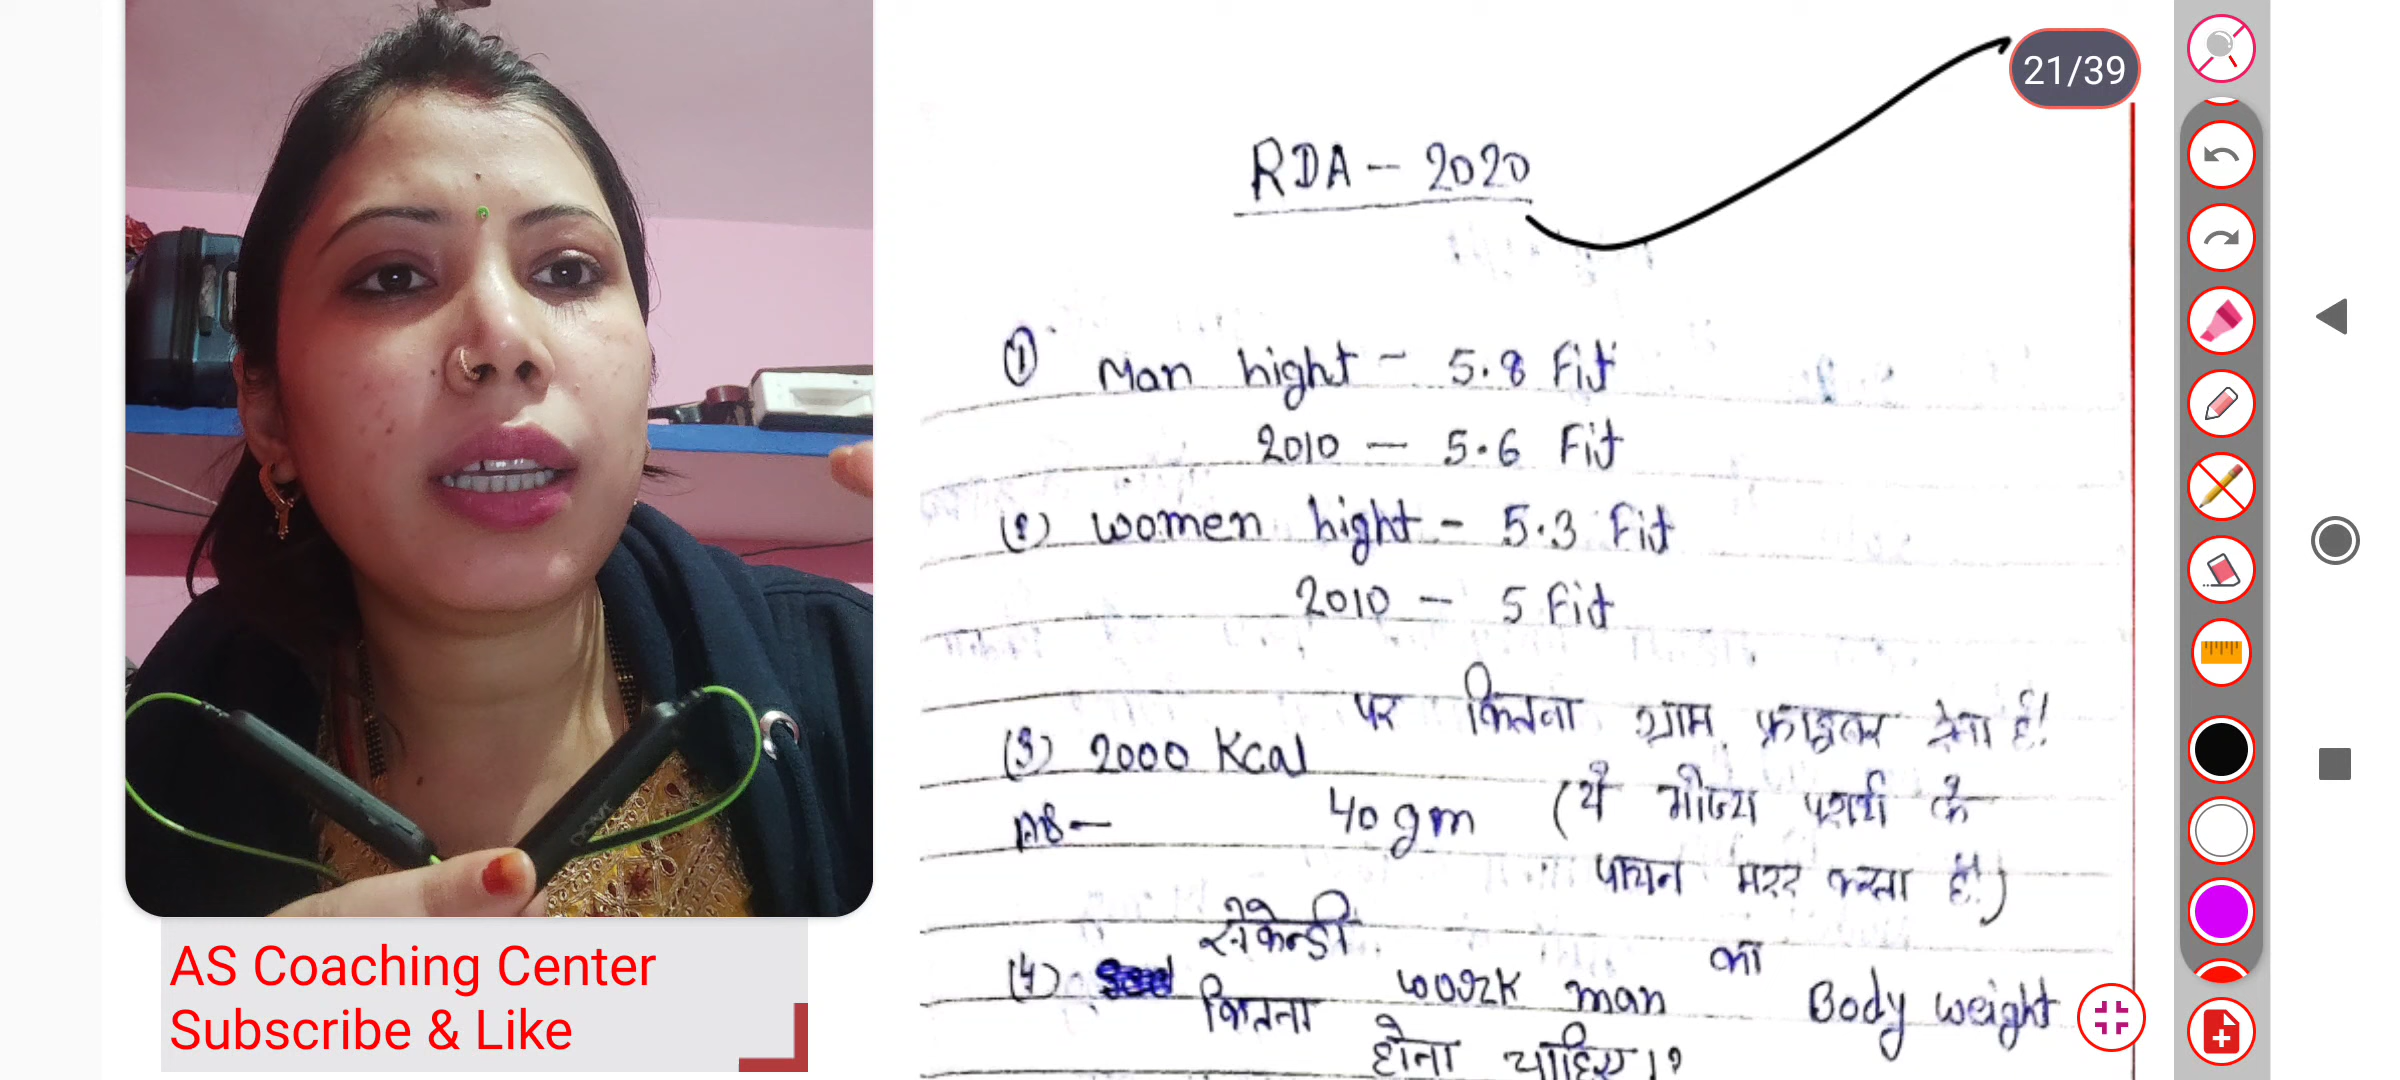 21/39
RDA - 2020
(1) Man hight - 5.8 Fit
2010 - 5.6 Fit
(2) women hight - 5.3 Fit
2010 - 5 Fit
पर कितना ग्राम फाइबर देता है!
(3) 2000 Kcal
AB- 40 gm (ये भोज्य पदार्थ के
पाचन मदद करता है!)
सेकेन्डी
(4) work man का Body weight
कितना
होना चाहिए।?
AS Coaching Center
Subscribe & Like